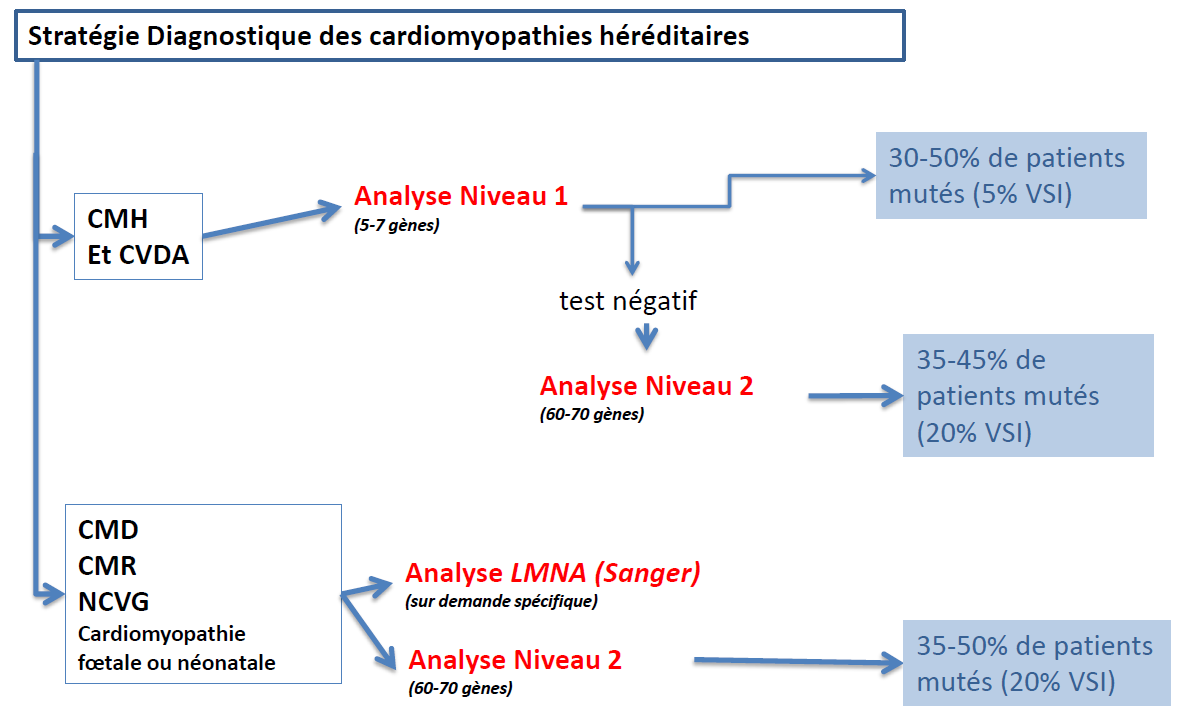 Stratégie Diagnostique des cardiomyopathies héréditaires
CMH
Et CVDA
Analyse Niveau 1
(5-7 gènes)
30-50% de patients
mutés (5% VSI)
test négatif
Analyse Niveau 2
(60-70 gènes)
35-45% de
patients mutés
(20% VSI)
CMD
CMR
NCVG
Cardiomyopathie
fœtale ou néonatale
Analyse LMNA (Sanger)
(sur demande spécifique)
Analyse Niveau 2
(60-70 gènes)
35-50% de patients
mutés (20% VSI)